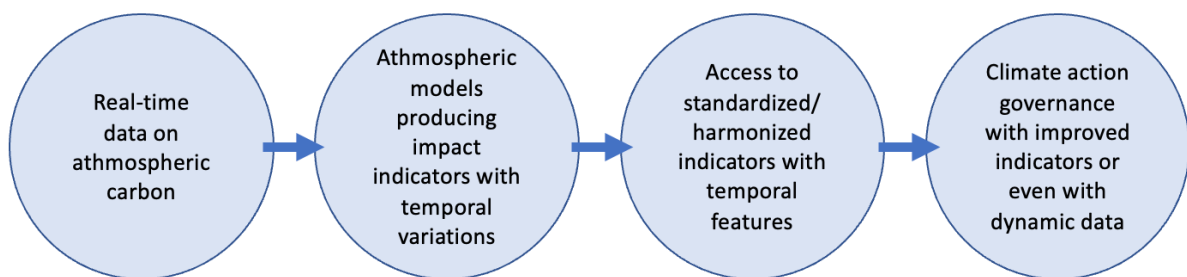 Real-time
data on
athmospheric
carbon
Athmospheric
models
producing
impact
indicators with
temporal
variations
Access to
standardized/
harmonized
indicators with
temporal
features
Climate action
governance
with improved
indicators or
even with
dynamic data